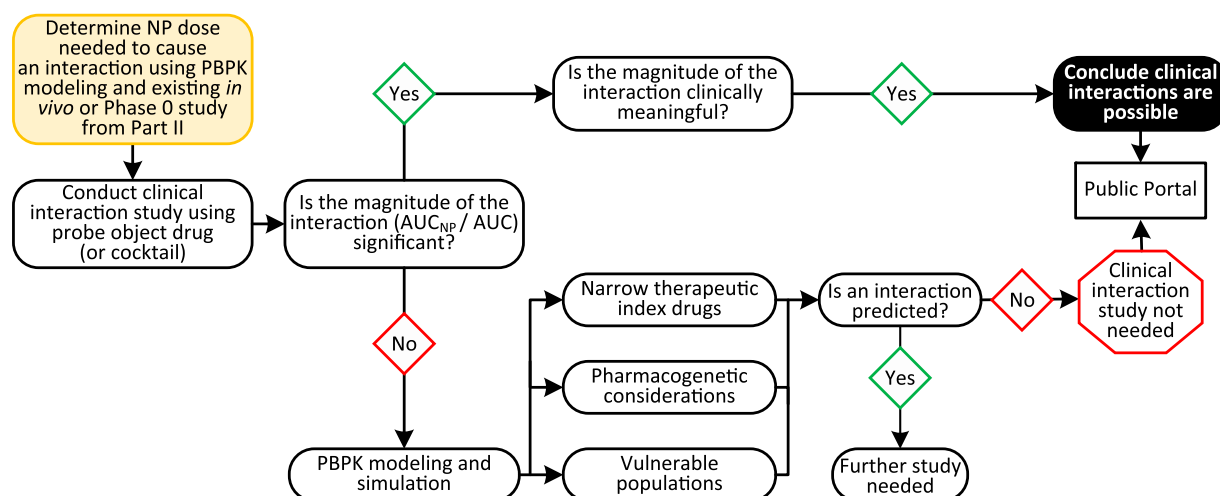 Determine NP dose
needed to cause
an interaction using PBPK
modeling and existing in
vivo or Phase 0 study
from Part II
Conduct clinical
interaction study using
probe object drug
(or cocktail)
Is the magnitude of the
interaction (AUCNP / AUC)
significant?
Yes
Is the magnitude of the
interaction clinically
meaningful?
Yes
Conclude clinical
interactions are
possible
Public Portal
No
PBPK modeling and
simulation
Narrow therapeutic
index drugs
Pharmacogenetic
considerations
Vulnerable
populations
Is an interaction
predicted?
No
Clinical
interaction
study not
needed
Yes
Further study
needed